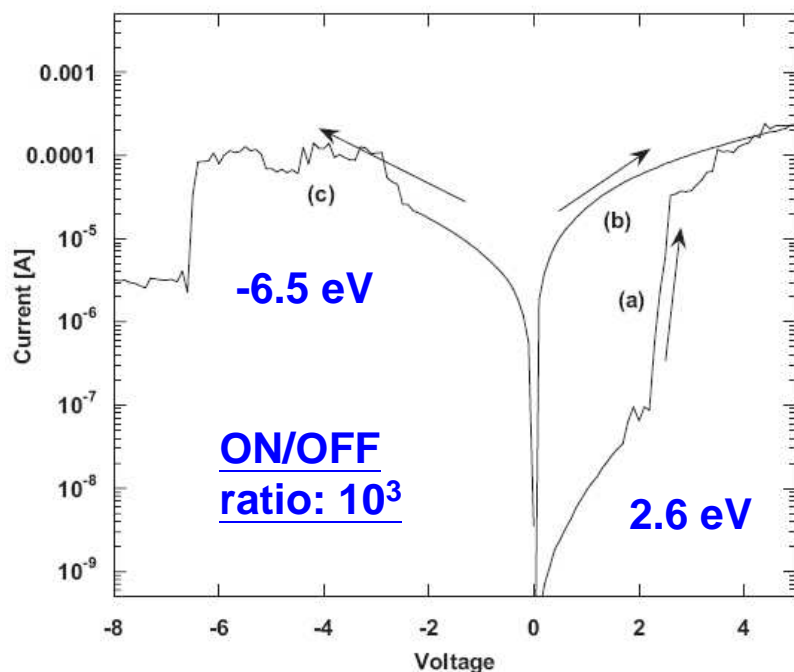 0.001
0.0001
10⁻⁵
10⁻⁶
10⁻⁷
10⁻⁸
10⁻⁹
Current [A]
(c)
(b)
(a)
-6.5 eV
ON/OFF
ratio: 10³
2.6 eV
-8 -6 -4 -2 0 2 4
Voltage